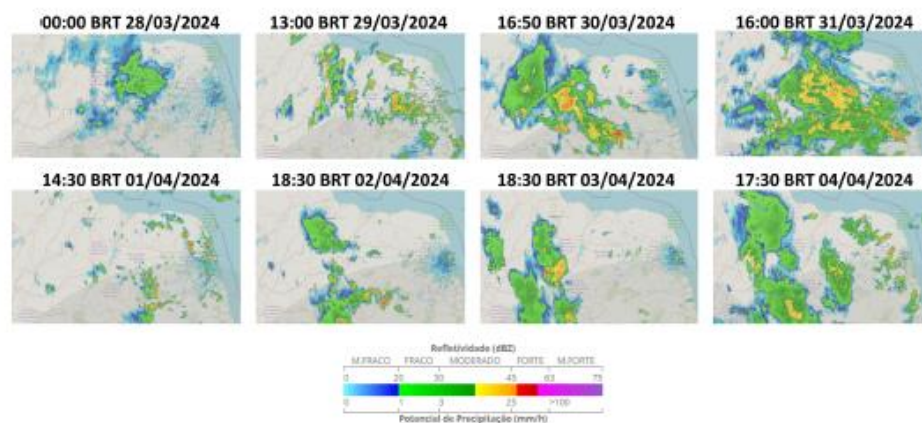 00:00 BRT 28/03/2024
13:00 BRT 29/03/2024
16:50 BRT 30/03/2024
16:00 BRT 31/03/2024
14:30 BRT 01/04/2024
18:30 BRT 02/04/2024
18:30 BRT 03/04/2024
17:30 BRT 04/04/2024
Refletividade (dBZ)
M.FRACO FRACO MODERADO FORTE M.FORTE
0 20 30 45 63 75
0 1 3 25 >100
Potencial de Precipitação (mm/H)